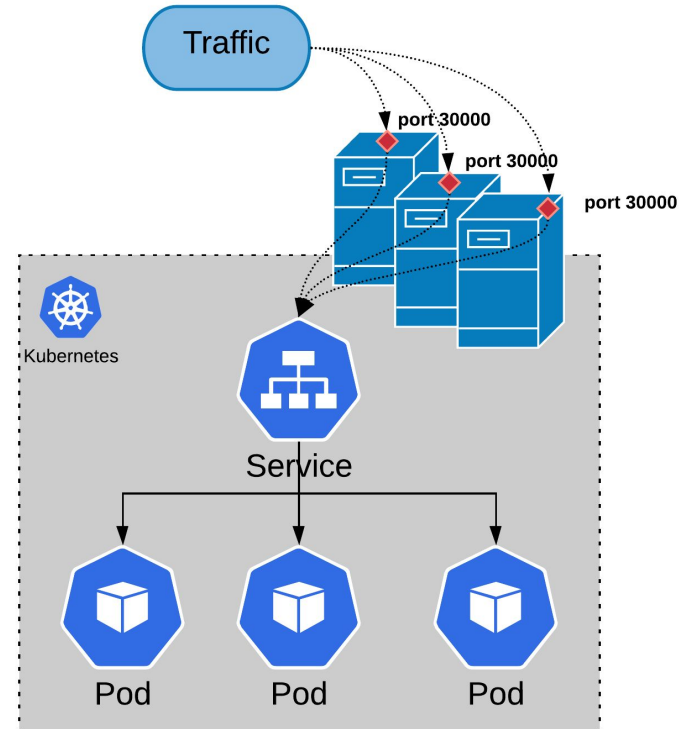 Traffic
port 30000
port 30000
port 30000
Kubernetes
Service
Pod
Pod
Pod